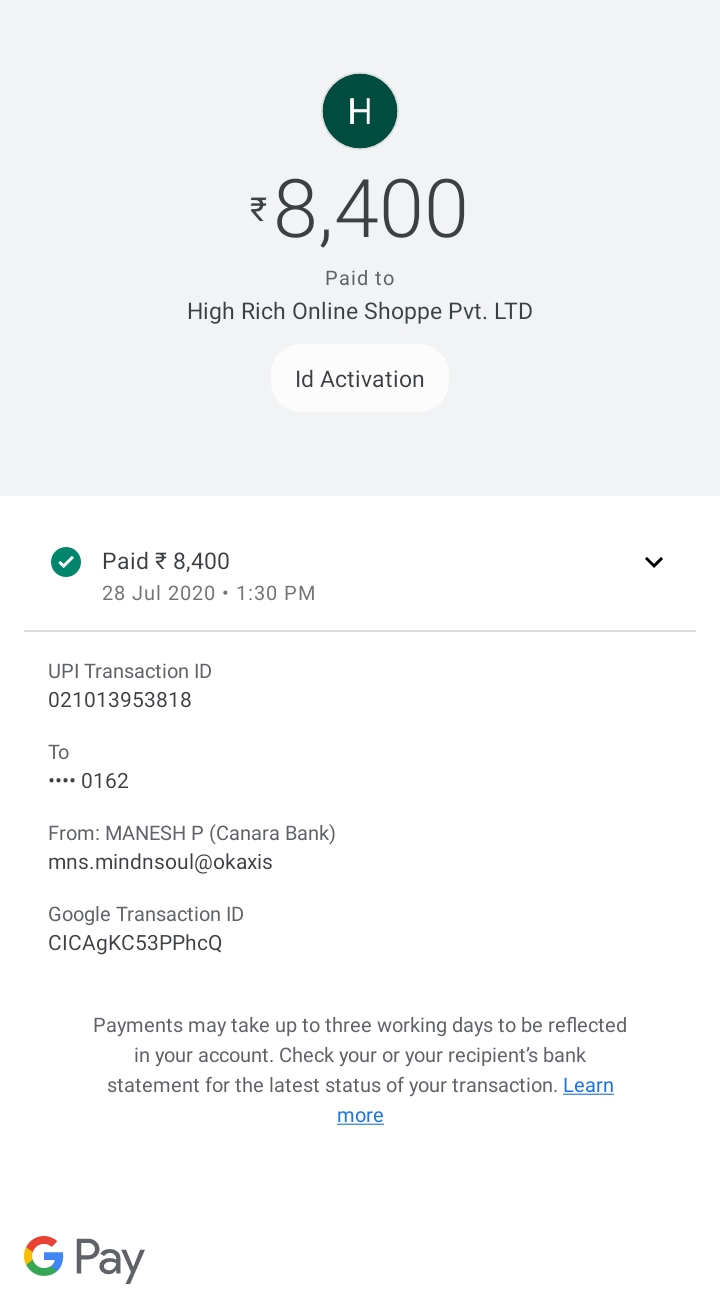 H
₹8,400
Paid to
High Rich Online Shoppe Pvt. LTD
Id Activation
Paid ₹ 8,400
28 Jul 2020 • 1:30 PM
UPI Transaction ID
021013953818
To
•••• 0162
From: MANESH P (Canara Bank)
mns.mindnsoul@okaxis
Google Transaction ID
CICAgKC53PPhcQ
Payments may take up to three working days to be reflected
in your account. Check your or your recipient's bank
statement for the latest status of your transaction. Learn
more
G Pay